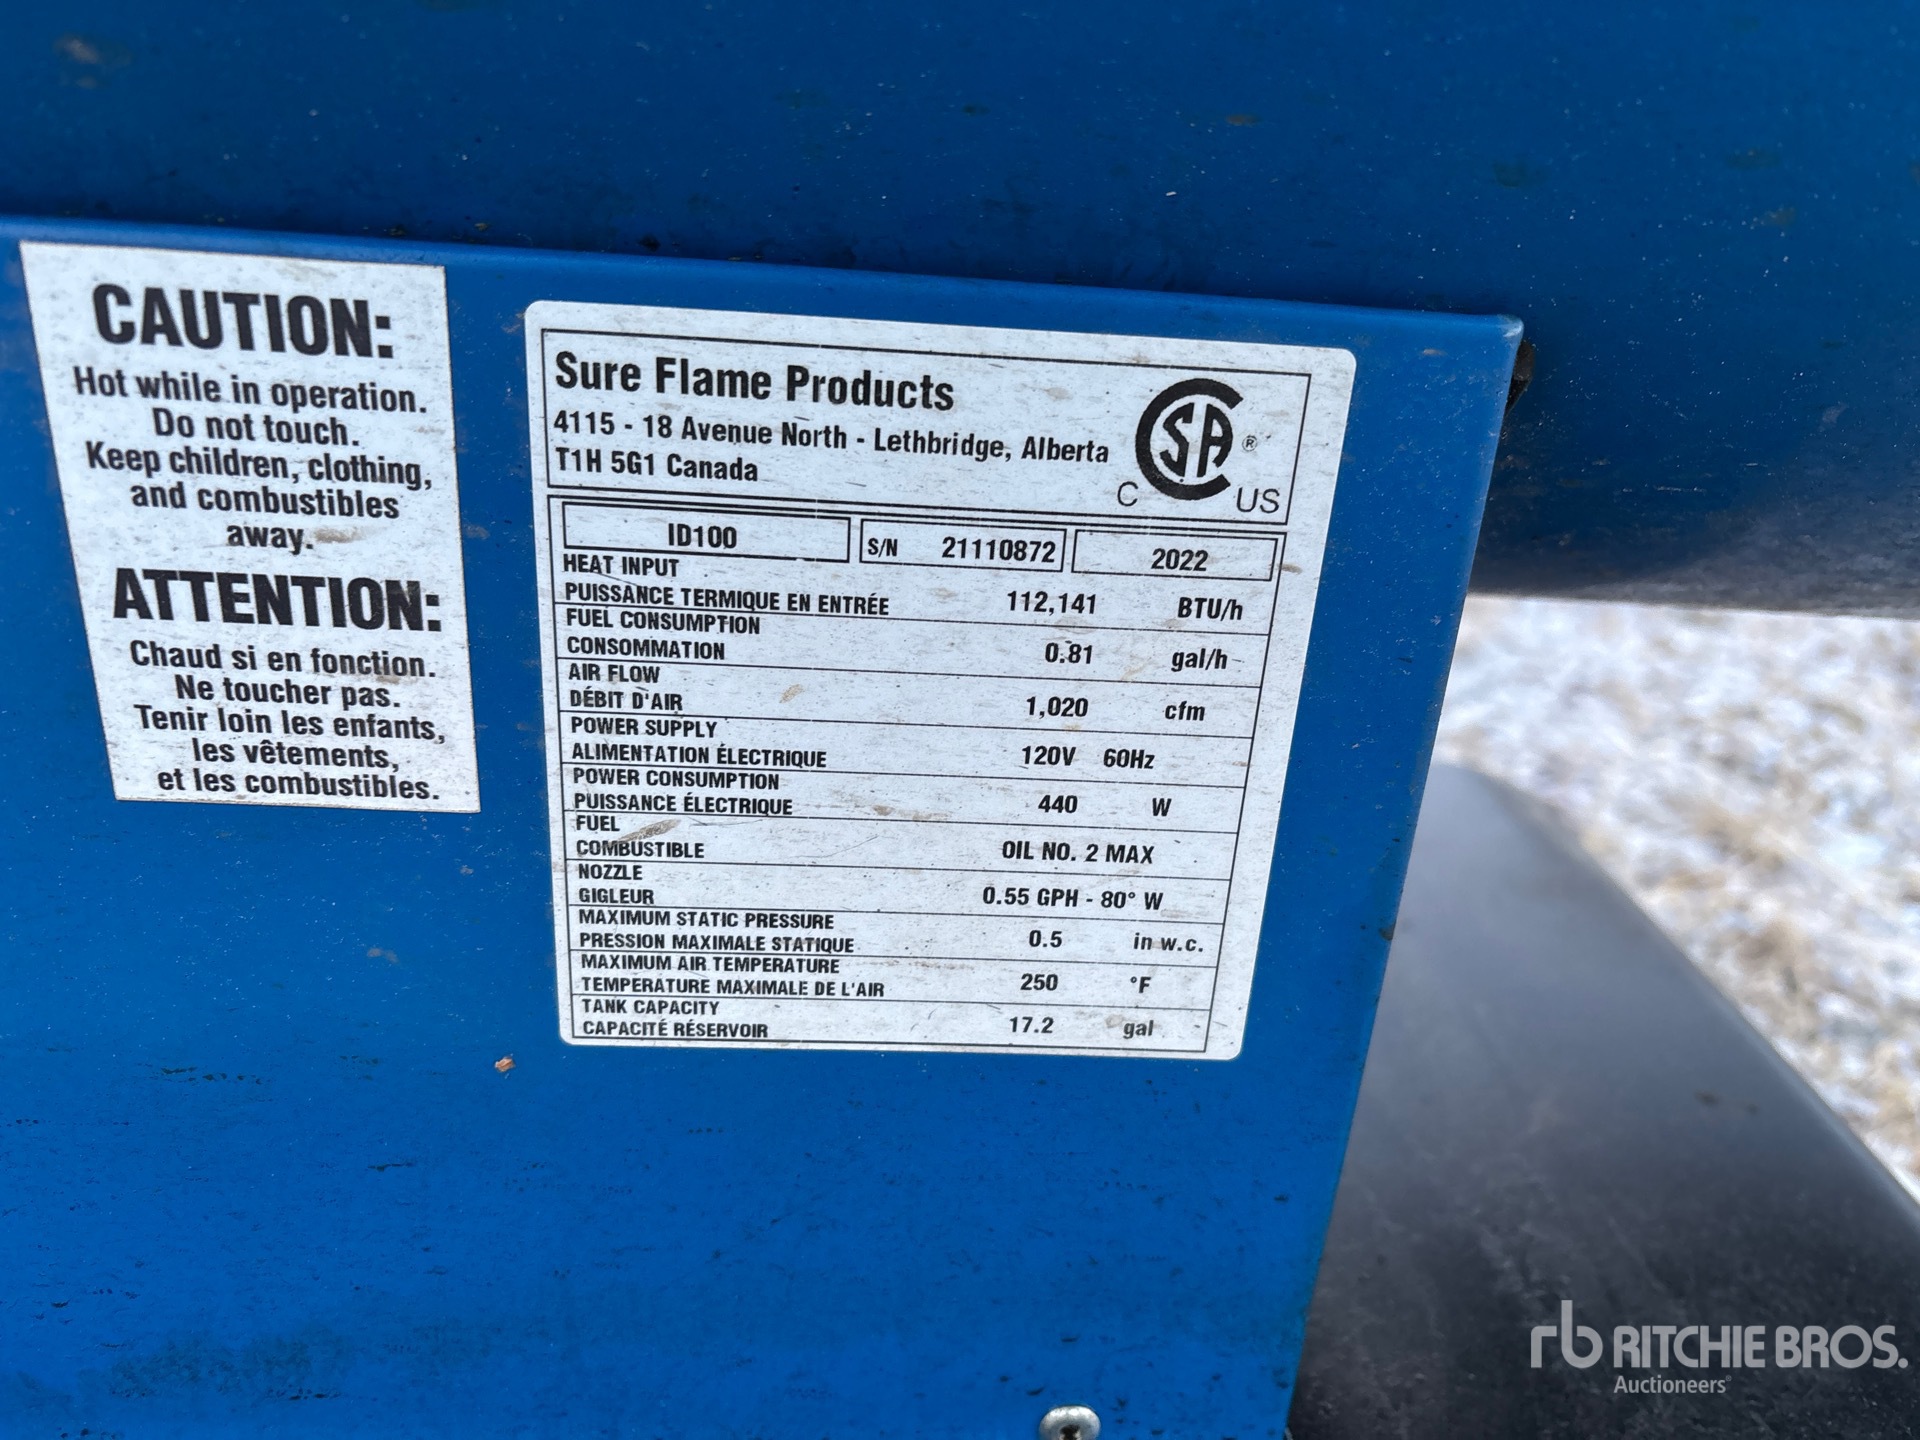 CAUTION:
Hot while in operation.
Do not touch.
Keep children, clothing,
and combustibles
away.
ATTENTION:
Chaud si en fonction.
Ne toucher pas.
Tenir loin les enfants,
les vêtements,
et les combustibles.
Sure Flame Products
4115 - 18 Avenue North - Lethbridge, Alberta
T1H 5G1 Canada
CSA ®
C US
ID100 S/N 21110872 2022
HEAT INPUT
PUISSANCE TERMIQUE EN ENTRÉE 112,141 BTU/h
FUEL CONSUMPTION
CONSOMMATION 0.81 gal/h
AIR FLOW
DÉBIT D'AIR 1,020 cfm
POWER SUPPLY
ALIMENTATION ÉLECTRIQUE 120V 60Hz
POWER CONSUMPTION
PUISSANCE ÉLECTRIQUE 440 W
FUEL
COMBUSTIBLE OIL NO. 2 MAX
NOZZLE
GIGLEUR 0.55 GPH - 80° W
MAXIMUM STATIC PRESSURE
PRESSION MAXIMALE STATIQUE 0.5 in w.c.
MAXIMUM AIR TEMPERATURE
TEMPERATURE MAXIMALE DE L'AIR 250 °F
TANK CAPACITY
CAPACITÉ RÉSERVOIR 17.2 gal
rb RITCHIE BROS.
Auctioneers